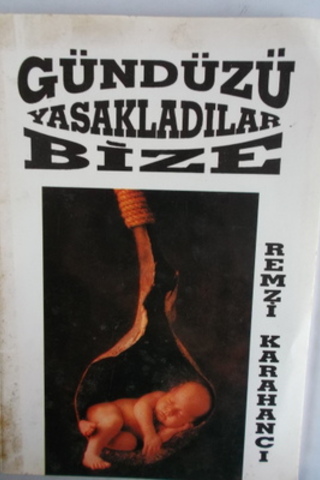 GÜNDÜZÜ
YASAKLADILAR
BİZE
REMZİ KARAHANCI